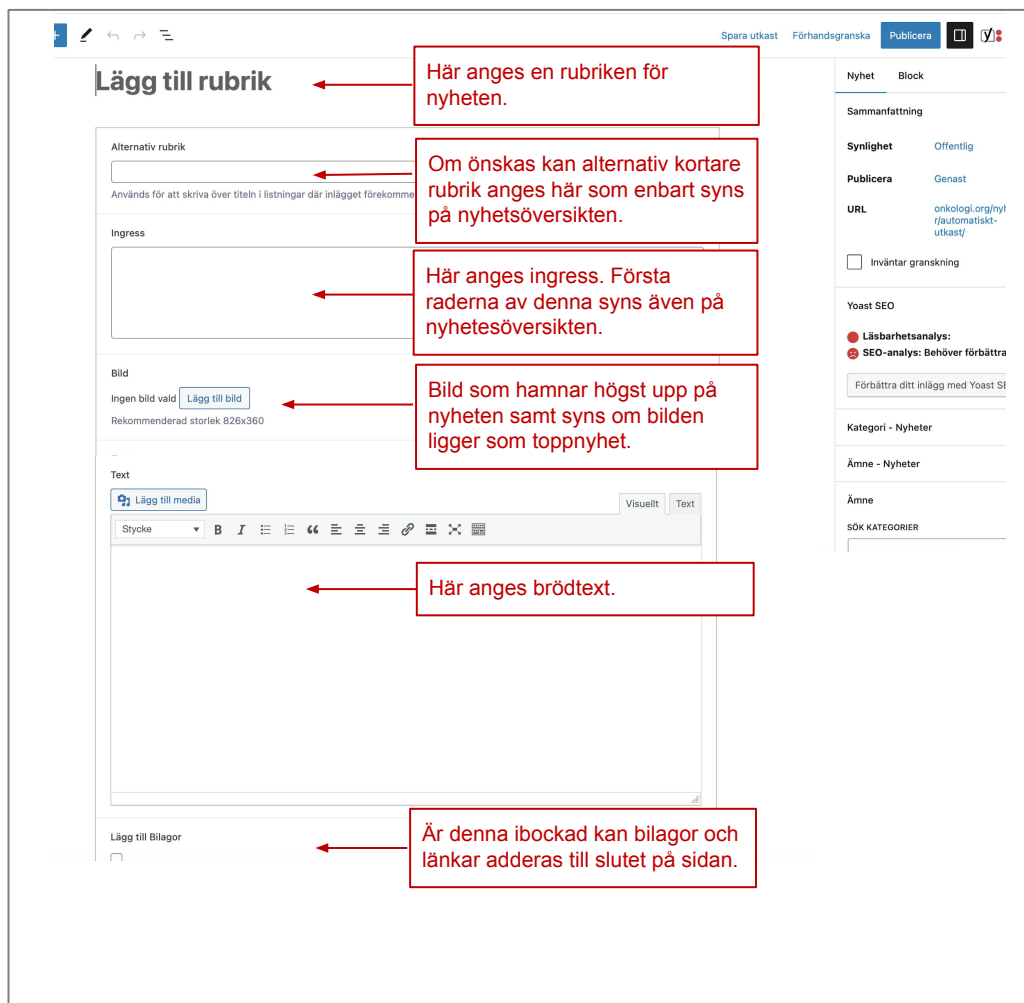 Spara utkast Förhandsgranska Publicera
Lägg till rubrik
Här anges en rubriken för
nyheten.
Alternativ rubrik
Används för att skriva över titeln i listningar där inlägget förekomme
Om önskas kan alternativ kortare
rubrik anges här som enbart syns
på nyhetsöversikten.
Ingress
Här anges ingress. Första
raderna av denna syns även på
nyhetesöversikten.
Bild
Ingen bild vald Lägg till bild
Rekommenderad storlek 826x360
Bild som hamnar högst upp på
nyheten samt syns om bilden
ligger som toppnyhet.
Text
Lägg till media
Visuellt Text
Stycke B I
Här anges brödtext.
Lägg till Bilagor
Är denna ibockad kan bilagor och
länkar adderas till slutet på sidan.
Nyhet Block
Sammanfattning
Synlighet Offentlig
Publicera Genast
URL onkologi.org/nyh
r/automatiskt-
utkast/
Inväntar granskning
Yoast SEO
Läsbarhetsanalys:
SEO-analys: Behöver förbättra
Förbättra ditt inlägg med Yoast SE
Kategori - Nyheter
Ämne - Nyheter
Ämne
SÖK KATEGORIER